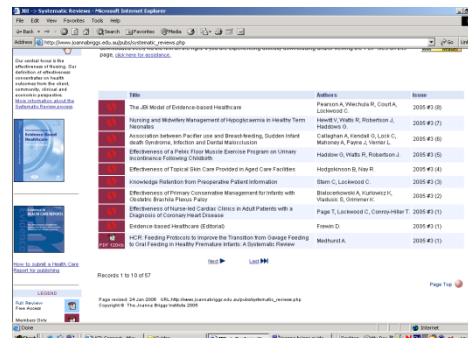 JBI -> Systematic Reviews - Microsoft Internet Explorer
File Edit View Favorites Tools Help
Back Search Favorites Media
Address http://www.joannabriggs.edu.au/pubs/systematic_reviews.php Go
page, click here for assistance.
Our central focus is the
effectiveness of Nursing. Our
definition of effectiveness
concentrates on health
outcomes from the client,
community, clinical and
economic perspective.
More information about the
Systematic Review process
Title Authors Issue
The JBI Model of Evidence-based Healthcare Pearson A, Wiechula R, Court A, Lockwood C. 2005 #3 (8)
Nursing and Midwifery Management of Hypoglycaemia in Healthy Term Neonates Hewitt V, Watts R, Robertson J, Haddow G. 2005 #3 (7)
Association between Pacifier use and Breast-feeding, Sudden Infant death Syndrome, Infection and Dental Malocclusion Callaghan A, Kendall G, Lock C, Mahony A, Payne J, Verrier L. 2005 #3 (6)
Effectiveness of a Pelvic Floor Muscle Exercise Program on Urinary Incontinence Following Childbirth Haddow G, Watts R, Robertson J. 2005 #3 (5)
Effectiveness of Topical Skin Care Provided in Aged Care Facilities Hodgkinson B, Nay R. 2005 #3 (4)
Knowledge Retention from Preoperative Patient Information Stern C, Lockwood C. 2005 #3 (3)
Effectiveness of Primary Conservative Management for Infants with Obstetric Brachial Plexus Palsy Bialocerkowski A, Kurlowicz K, Vladusic S, Grimmer K. 2005 #3 (2)
Effectiveness of Nurse-led Cardiac Clinics in Adult Patients with a Diagnosis of Coronary Heart Disease Page T, Lockwood C, Conroy-Hiller T. 2005 #3 (1)
Evidence-based Healthcare (Editorial) Frewin D. 2005 #3 (1)
HCR: Feeding Protocols to Improve the Transition from Gavage Feeding to Oral Feeding in Healthy Premature Infants: A Systematic Review Medhurst A. 2005 #3 (1)
Evidence Based
Healthcare
HEALTH CARE REPORTS
Next Last
How to submit a Health Care
Report for publishing
Records 1 to 10 of 57
Page Top
LEGEND
Full Review
Free Access
Members Only
Page revised: 24 Jan 2006 URL:http://www.joannabriggs.edu.au/pubs/systematic_reviews.php
Copyright © The Joanna Briggs Institute 2005
Done Internet